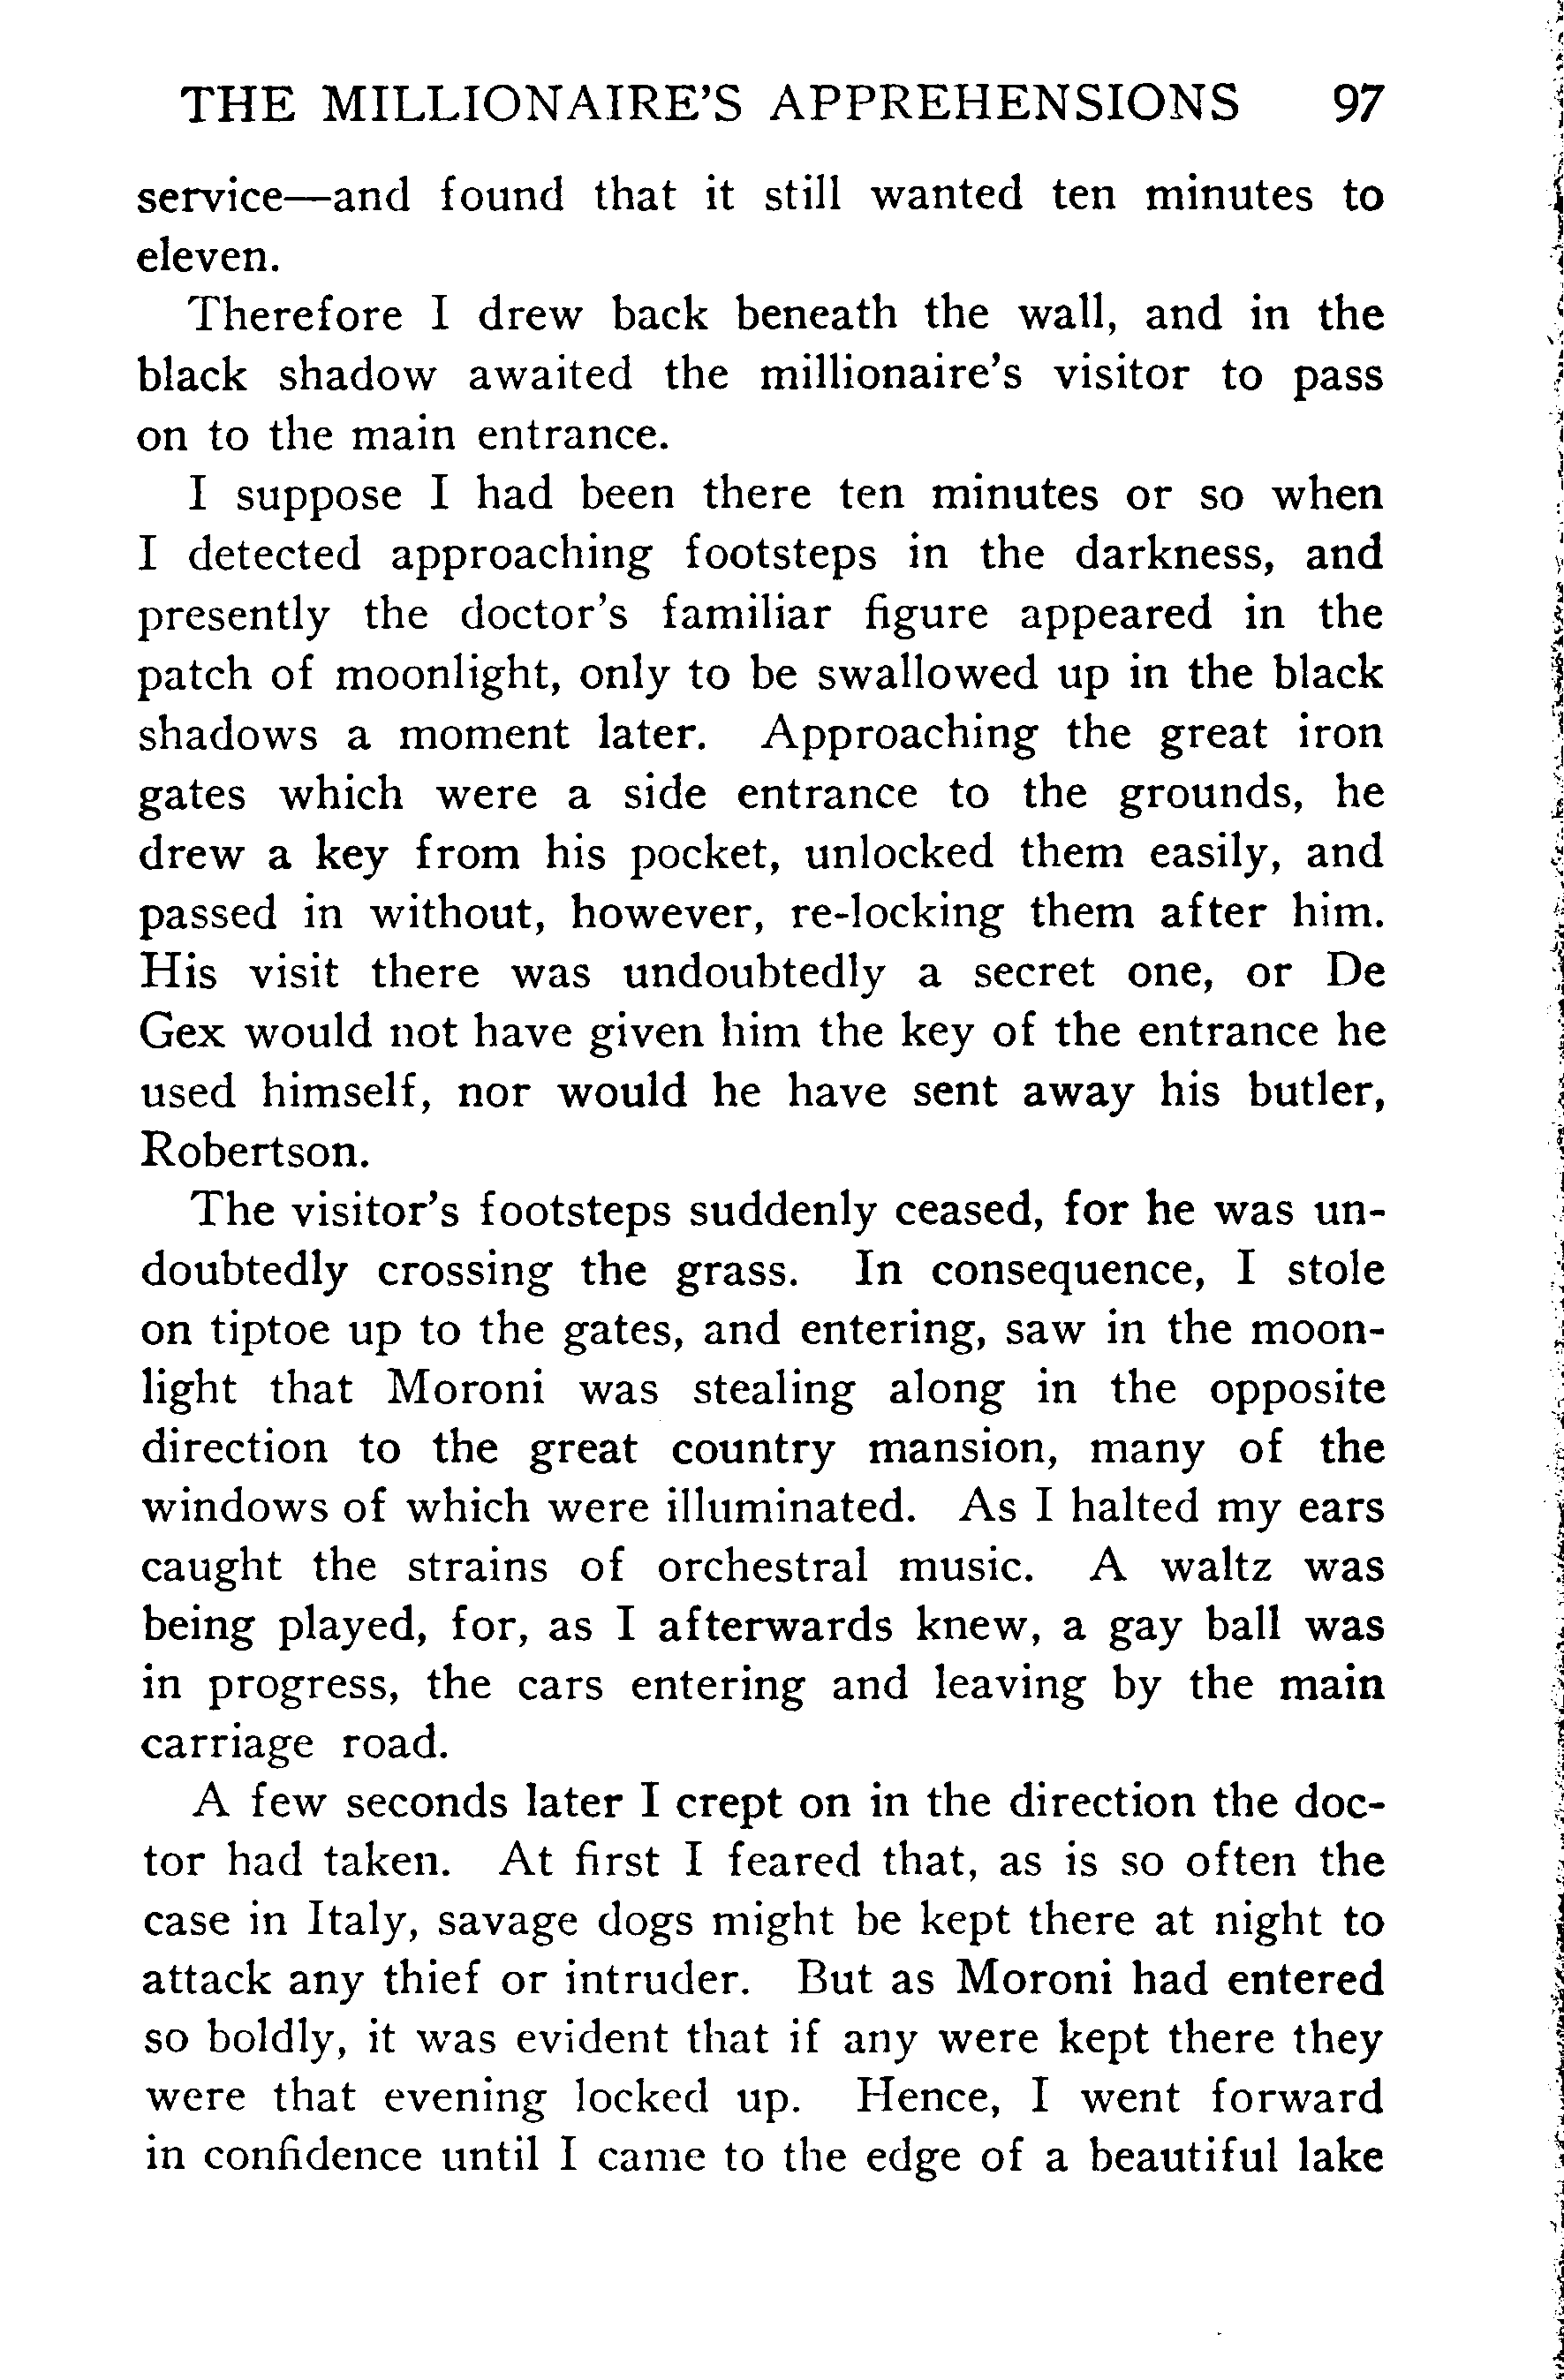 THE MILLIONAIRE'S APPREHENSIONS 97
service—and found that it still wanted ten minutes to
eleven.
Therefore I drew back beneath the wall, and in the
black shadow awaited the millionaire's visitor to pass
on to the main entrance.
I suppose I had been there ten minutes or so when
I detected approaching footsteps in the darkness, and
presently the doctor's familiar figure appeared in the
patch of moonlight, only to be swallowed up in the black
shadows a moment later. Approaching the great iron
gates which were a side entrance to the grounds, he
drew a key from his pocket, unlocked them easily, and
passed in without, however, re-locking them after him.
His visit there was undoubtedly a secret one, or De
Gex would not have given him the key of the entrance he
used himself, nor would he have sent away his butler,
Robertson.
The visitor's footsteps suddenly ceased, for he was un-
doubtedly crossing the grass. In consequence, I stole
on tiptoe up to the gates, and entering, saw in the moon-
light that Moroni was stealing along in the opposite
direction to the great country mansion, many of the
windows of which were illuminated. As I halted my ears
caught the strains of orchestral music. A waltz was
being played, for, as I afterwards knew, a gay ball was
in progress, the cars entering and leaving by the main
carriage road.
A few seconds later I crept on in the direction the doc-
tor had taken. At first I feared that, as is so often the
case in Italy, savage dogs might be kept there at night to
attack any thief or intruder. But as Moroni had entered
so boldly, it was evident that if any were kept there they
were that evening locked up. Hence, I went forward
in confidence until I came to the edge of a beautiful lake